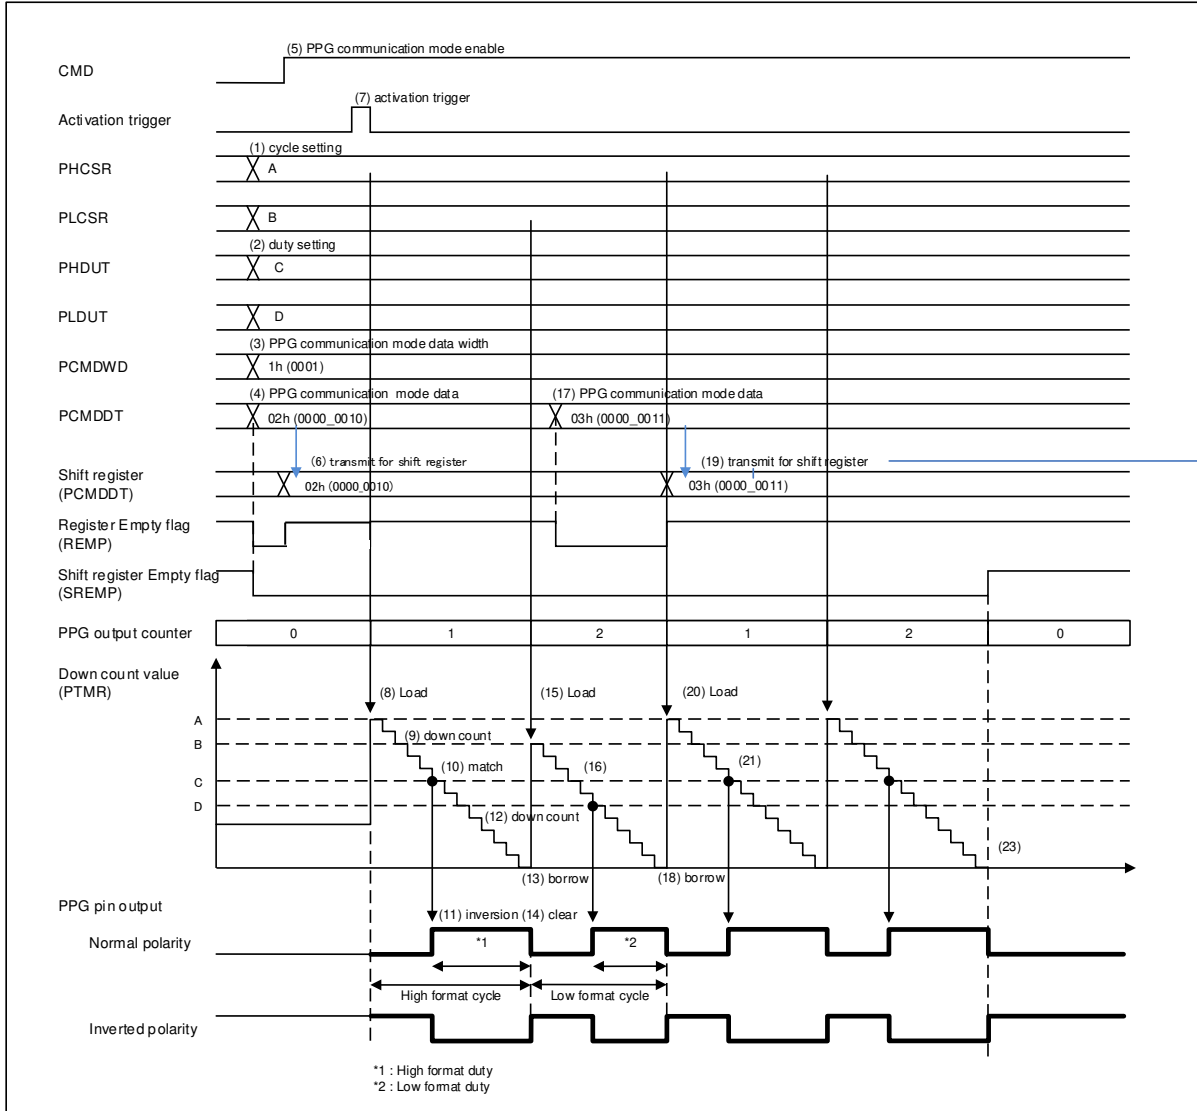 (5) PPG communication mode enable
CMD
(7) activation trigger
Activation trigger
(1) cycle setting
PHCSR
A
PLCSR
B
(2) duty setting
PHDUT
C
PLDUT
D
(3) PPG communication mode data width
PCMDWD
1h (0001)
(4) PPG communication mode data
(17) PPG communication mode data
PCMDDT
02h (0000_0010)
03h (0000_0011)
(6) transmit for shift register
(19) transmit for shift register
Shift register
(PCMDDT)
02h (0000_0010)
03h (0000_0011)
Register Empty flag
(REMP)
Shift register Empty flag
(SREMP)
PPG output counter
0
1
2
1
2
0
Down count value
(PTMR)
(8) Load
(15) Load
(20) Load
A
(9) down count
B
(10) match
(16)
(21)
C
D
(12) down count
(23)
(13) borrow
(18) borrow
PPG pin output
(11) inversion (14) clear
Normal polarity
*1
*2
High format cycle
Low format cycle
Inverted polarity
*1 : High format duty
*2 : Low format duty